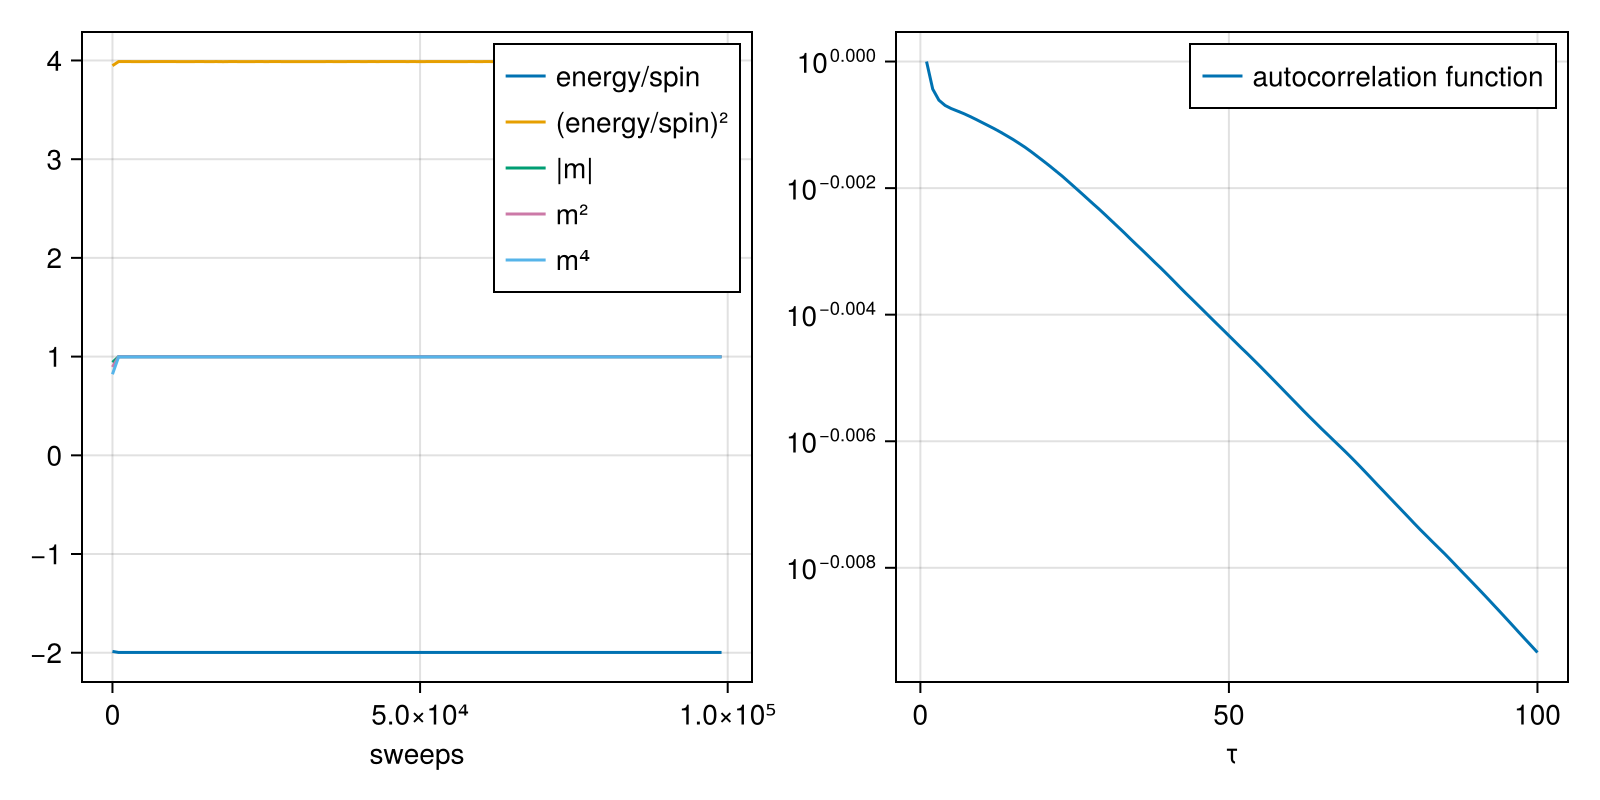 4
3
2
1
0
−1
−2
energy/spin
(energy/spin)²
|m|
m²
m⁴
0
5.0×10⁴
1.0×10⁵
sweeps
10⁰·⁰⁰⁰
10⁻⁰·⁰⁰²
10⁻⁰·⁰⁰⁴
10⁻⁰·⁰⁰⁶
10⁻⁰·⁰⁰⁸
autocorrelation function
0
50
100
τ